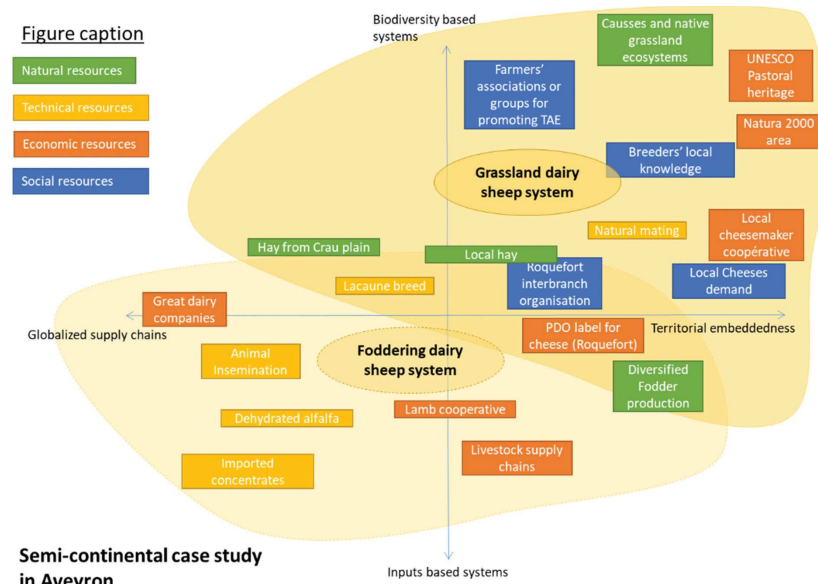 Figure caption
Natural resources
Technical resources
Economic resources
Social resources
Biodiversity based
systems
Causses and native
grassland
ecosystems
UNESCO
Pastoral
heritage
Farmers'
associations or
groups for
promoting TAE
Natura 2000
area
Breeders' local
knowledge
Grassland dairy
sheep system
Natural mating
Local
cheesemaker
coopérative
Hay from Crau plain
Local hay
Roquefort
interbranch
organisation
Local Cheeses
demand
Lacaune breed
Great dairy
companies
Globalized supply chains
Territorial embeddedness
PDO label for
cheese (Roquefort)
Animal
Insemination
Foddering dairy
sheep system
Diversified
Fodder
production
Lamb cooperative
Dehydrated alfalfa
Livestock supply
chains
Imported
concentrates
Semi-continental case study
in Aveyron
Inputs based systems